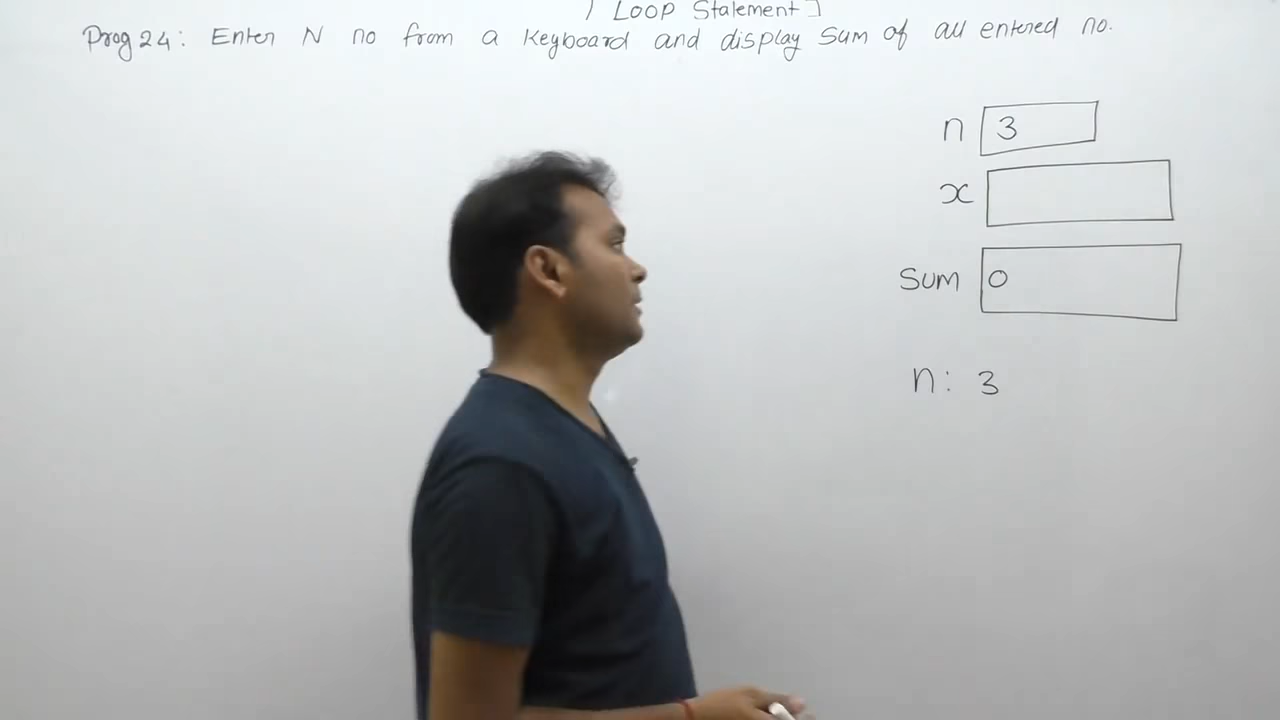 [ Loop Statement ]
Prog 24: Enter N no from a keyboard and display sum of all entered no.
n 3
x
Sum 0
n: 3